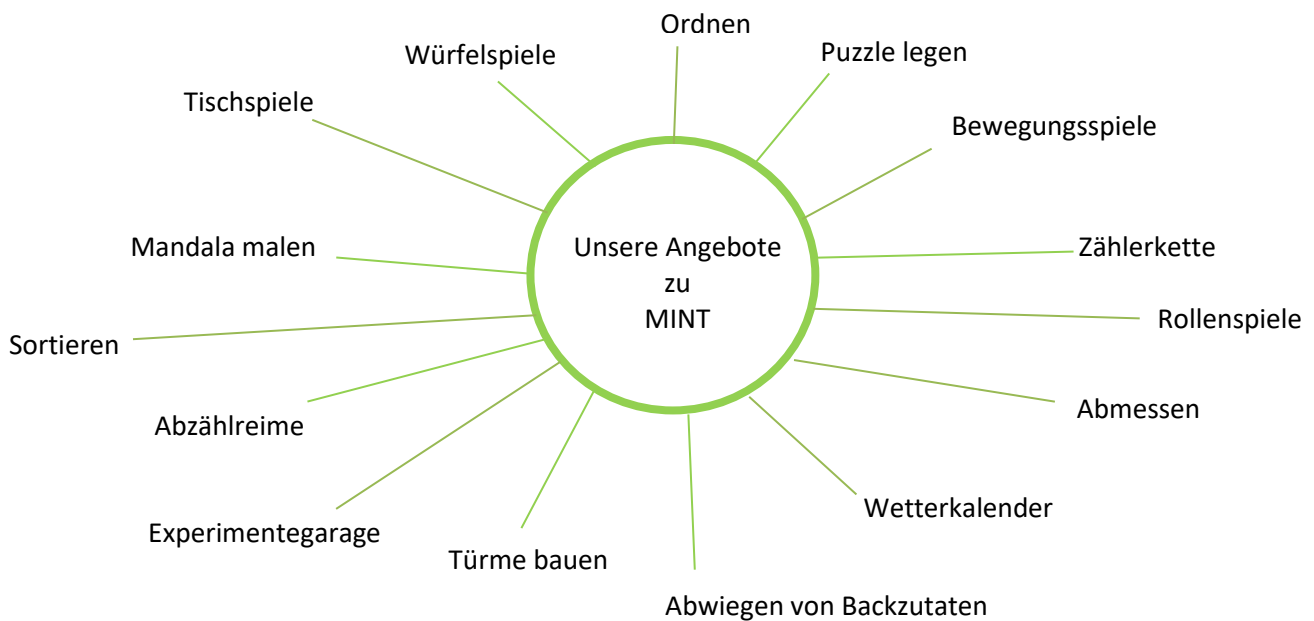 Ordnen
Würfelspiele
Puzzle legen
Tischspiele
Bewegungsspiele
Mandala malen
Unsere Angebote
zu
MINT
Zählerkette
Rollenspiele
Sortieren
Abmessen
Abzählreime
Wetterkalender
Experimentegarage
Türme bauen
Abwiegen von Backzutaten